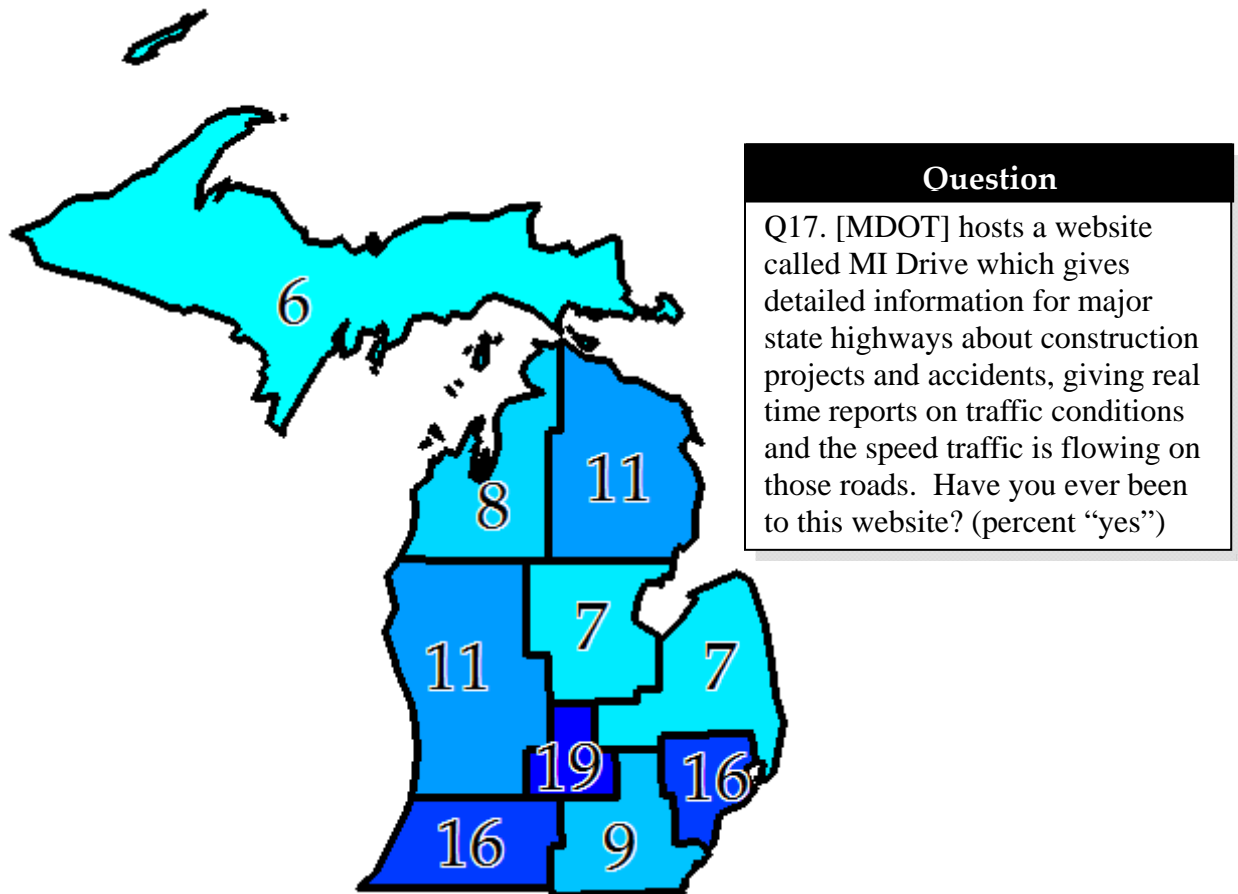 Question
Q17. [MDOT] hosts a website
called MI Drive which gives
detailed information for major
state highways about construction
projects and accidents, giving real
time reports on traffic conditions
and the speed traffic is flowing on
those roads.  Have you ever been
to this website? (percent “yes”)
6
8
11
11
7
7
19
16
16
9